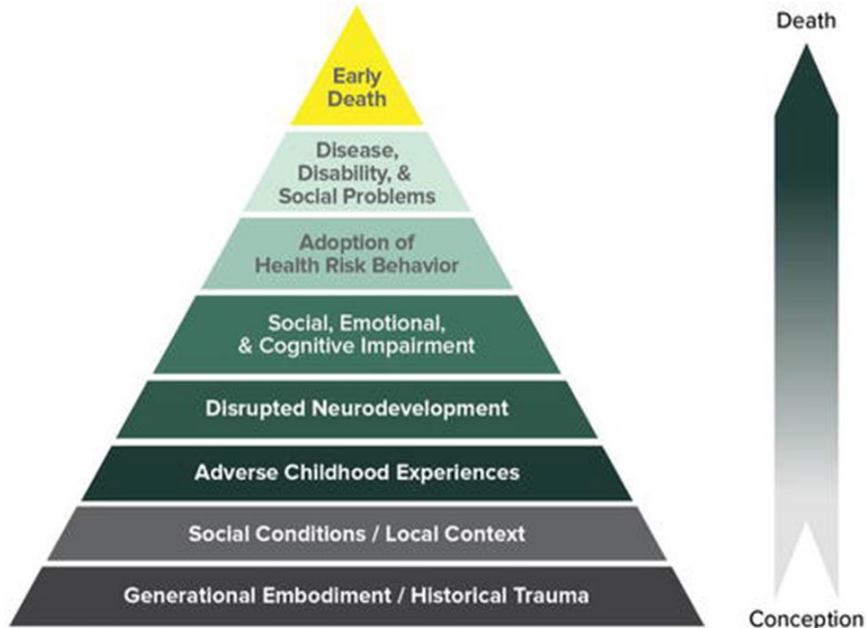 Death
Early
Death
Disease,
Disability, &
Social Problems
Adoption of
Health Risk Behavior
Social, Emotional,
& Cognitive Impairment
Disrupted Neurodevelopment
Adverse Childhood Experiences
Social Conditions / Local Context
Generational Embodiment / Historical Trauma
Conception